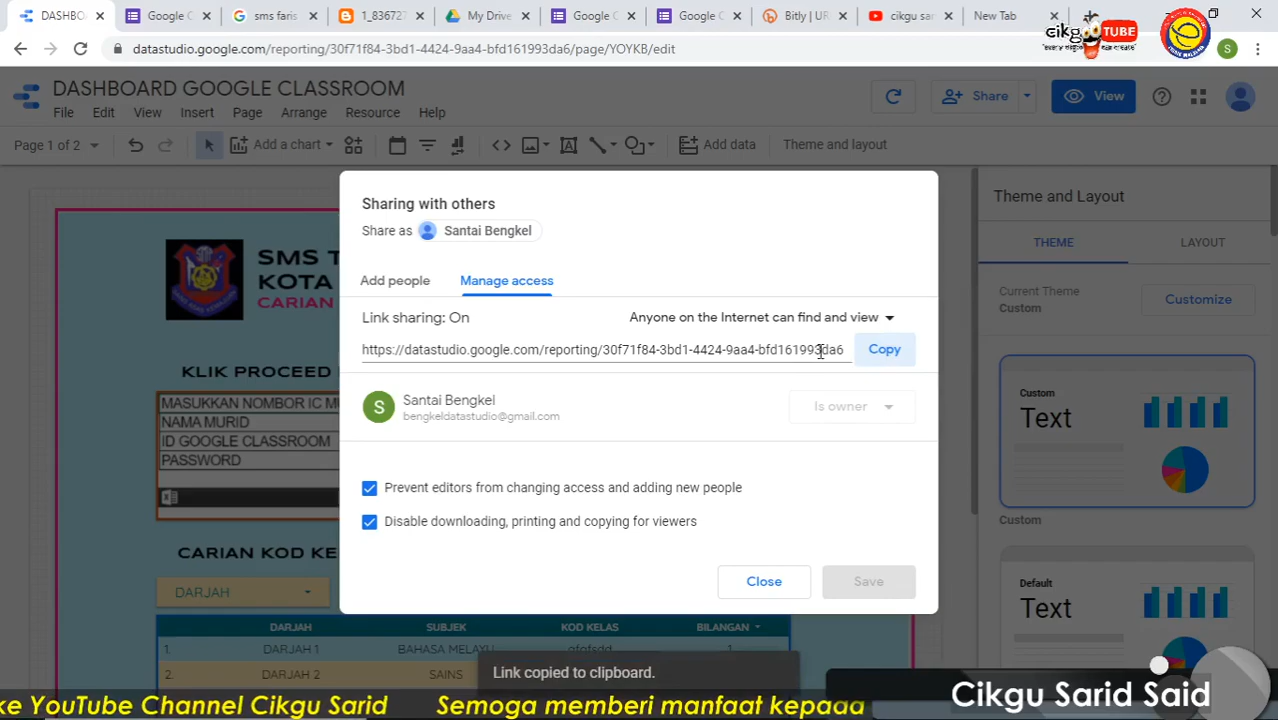 DASHBO
Google C
sms faris
1_83672
My Drive
Google C
Google C
Bitly | UR
cikgu sar
New Tab
datastudio.google.com/reporting/30f71f84-3bd1-4424-9aa4-bfd161993da6/page/YOYKB/edit
cikgoo TUBE
S
DASHBOARD GOOGLE CLASSROOM
File Edit View Insert Page Arrange Resource Help
Share
View
Page 1 of 2
Add a chart
Add data
Theme and layout
SMS T
KOTA
CARIAN
KLIK PROCEED
MASUKKAN NOMBOR IC M
NAMA MURID
ID GOOGLE CLASSROOM
PASSWORD
CARIAN KOD KE
DARJAH
DARJAH SUBJEK KOD KELAS BILANGAN
1. DARJAH 1 BAHASA MELAYU 1
2. DARJAH 2 SAINS
Sharing with others
Share as Santai Bengkel
Add people
Manage access
Link sharing: On
Anyone on the Internet can find and view
https://datastudio.google.com/reporting/30f71f84-3bd1-4424-9aa4-bfd161993da6
Copy
S
Santai Bengkel
bengkeldatastudio@gmail.com
Is owner
Prevent editors from changing access and adding new people
Disable downloading, printing and copying for viewers
Close
Save
Link copied to clipboard.
Theme and Layout
THEME
LAYOUT
Current Theme
Custom
Customize
Custom
Text
Custom
Default
Text
ke YouTube Channel Cikgu Sarid Semoga memberi manfaat kepada
Cikgu Sarid Said